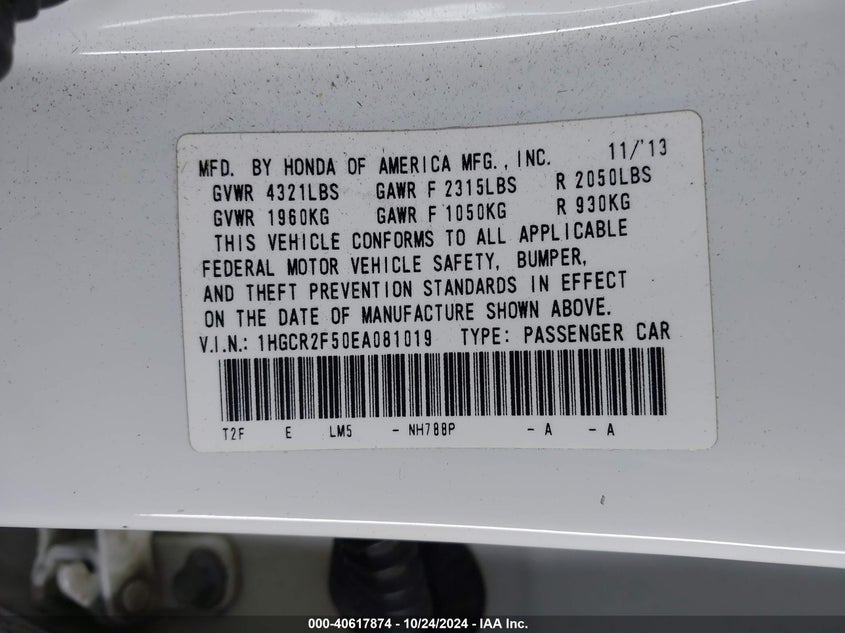 MFD. BY HONDA OF AMERICA MFG., INC. 11/'13
GVWR 4321LBS GAWR F 2315LBS R 2050LBS
GVWR 1960KG GAWR F 1050KG R 930KG
THIS VEHICLE CONFORMS TO ALL APPLICABLE
FEDERAL MOTOR VEHICLE SAFETY, BUMPER,
AND THEFT PREVENTION STANDARDS IN EFFECT
ON THE DATE OF MANUFACTURE SHOWN ABOVE.
V.I.N.: 1HGCR2F50EA081019 TYPE: PASSENGER CAR
T2F E LM5 - NH788P - A - A
000-40617874 - 10/24/2024 - IAA Inc.